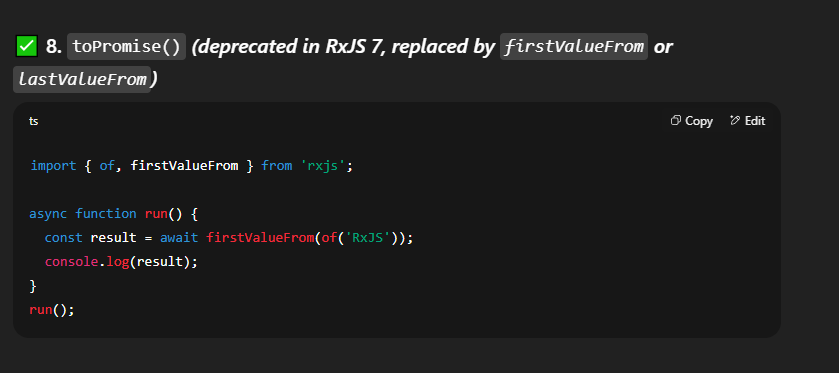 ✅ 8. toPromise() (deprecated in RxJS 7, replaced by firstValueFrom or
lastValueFrom)
ts Copy Edit
import { of, firstValueFrom } from 'rxjs';
async function run() {
  const result = await firstValueFrom(of('RxJS'));
  console.log(result);
}
run();